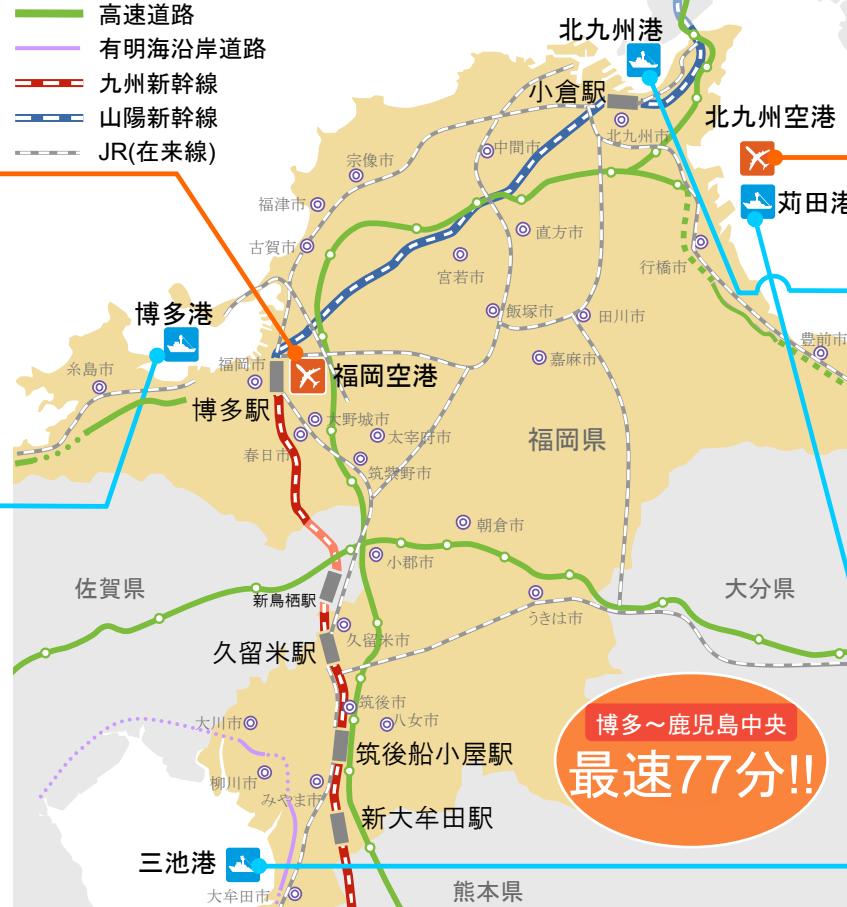 高速道路
有明海沿岸道路
九州新幹線
山陽新幹線
JR(在来線)
北九州港
小倉駅
北九州市
北九州空港
苅田港
中間市
宗像市
福津市
古賀市
直方市
宮若市
行橋市
飯塚市
田川市
豊前市
博多港
糸島市
福岡市
福岡空港
嘉麻市
博多駅
大野城市
太宰府市
春日市
筑紫野市
福岡県
朝倉市
小郡市
佐賀県
新鳥栖駅
大分県
うきは市
久留米市
久留米駅
筑後市
大川市
八女市
筑後船小屋駅
柳川市
みやま市
新大牟田駅
博多～鹿児島中央
最速77分!!
三池港
大牟田市
熊本県